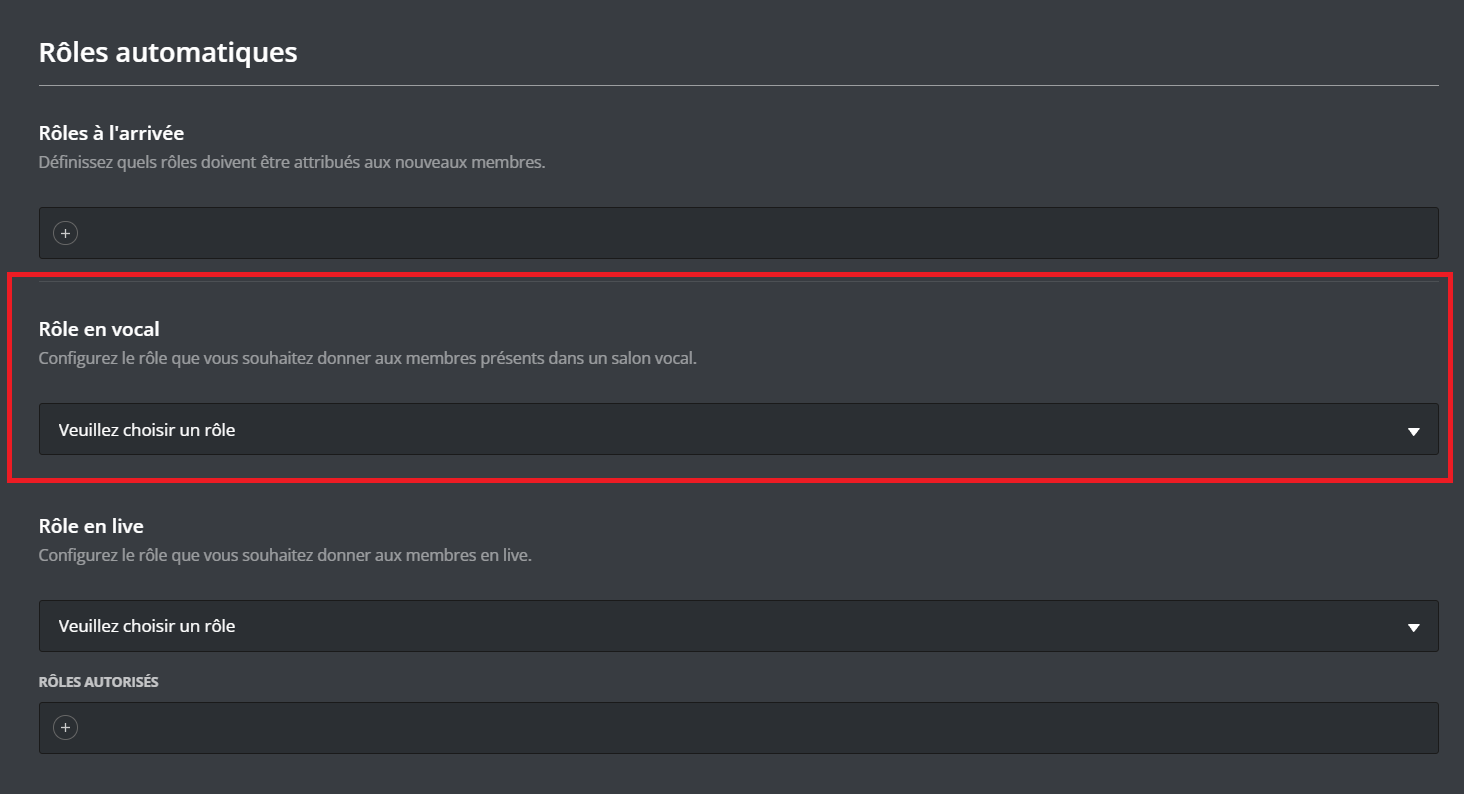 Rôles automatiques
Rôles à l'arrivée
Définissez quels rôles doivent être attribués aux nouveaux membres.
Rôle en vocal
Configurez le rôle que vous souhaitez donner aux membres présents dans un salon vocal.
Veuillez choisir un rôle
Rôle en live
Configurez le rôle que vous souhaitez donner aux membres en live.
Veuillez choisir un rôle
RÔLES AUTORISÉS